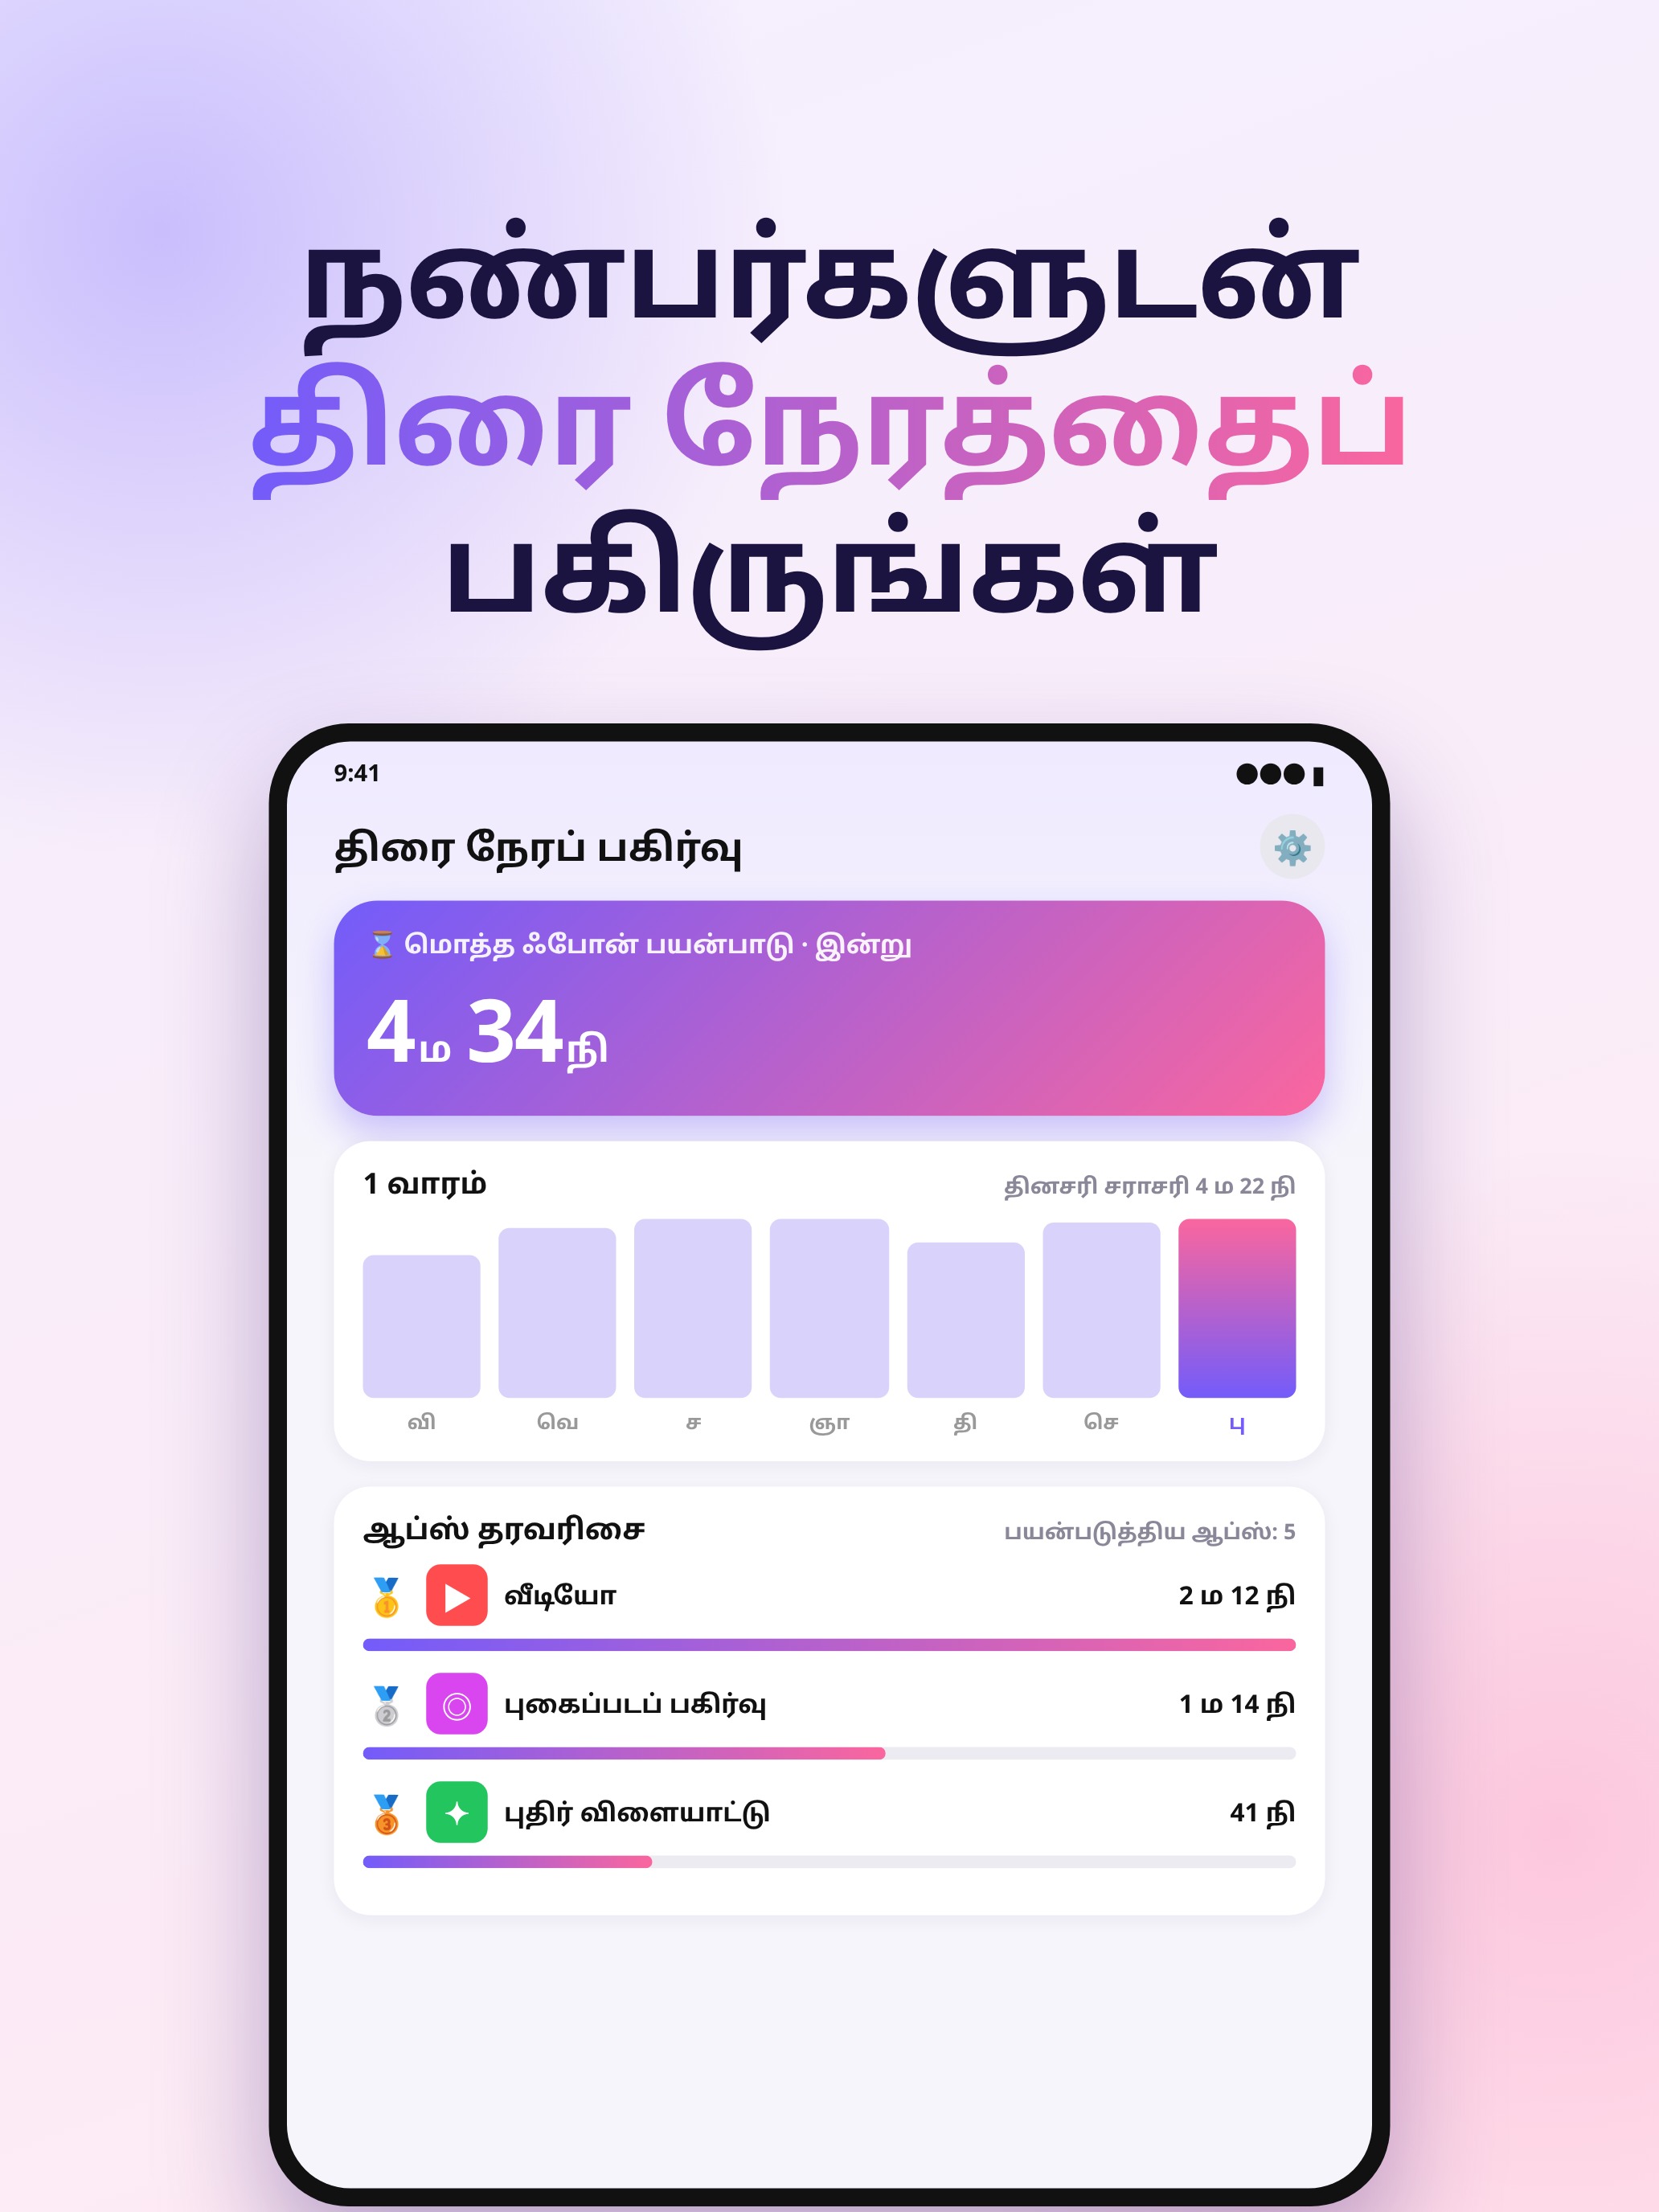 நண்பர்களுடன்
திரை நேரத்தைப்
பகிருங்கள்
9:41
திரை நேரப் பகிர்வு
⌛ மொத்த ஃபோன் பயன்பாடு · இன்று
4ம 34நி
1 வாரம்
தினசரி சராசரி 4 ம 22 நி
வி வெ ச ஞா தி செ பு
ஆப்ஸ் தரவரிசை
பயன்படுத்திய ஆப்ஸ்: 5
வீடியோ
2 ம 12 நி
புகைப்படப் பகிர்வு
1 ம 14 நி
புதிர் விளையாட்டு
41 நி